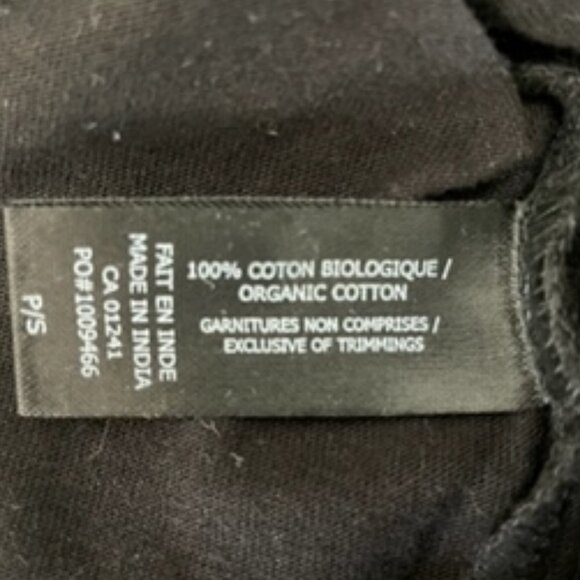 100% COTON BIOLOGIQUE /
ORGANIC COTTON
GARNITURES NON COMPRISES /
EXCLUSIVE OF TRIMMINGS
FAIT EN INDE
MADE IN INDIA
CA 01241
PO#1009466
P/S